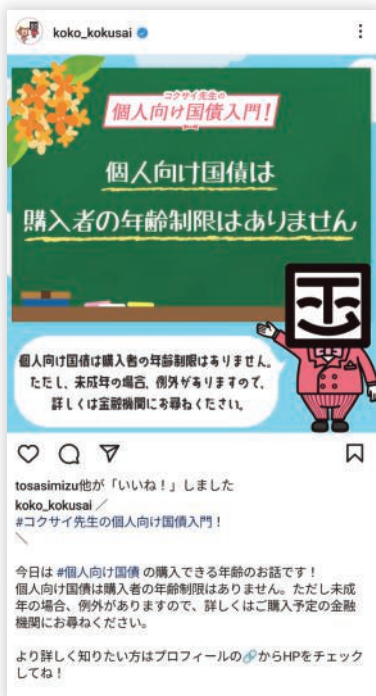 koko_kokusai
コクサイ先生の
個人向け国債入門!
個人向け国債は
購入者の年齢制限はありません
個人向け国債は購入者の年齢制限はありません。
ただし、未成年の場合、例外がありますので、
詳しくは金融機関にお尋ねください。
tosasimizu他が「いいね!」しました
koko_kokusai ／
#コクサイ先生の個人向け国債入門!
＼
今日は #個人向け国債 の購入できる年齢のお話です!
個人向け国債は購入者の年齢制限はありません。ただし未成
年の場合、例外がありますので、詳しくはご購入予定の金融
機関にお尋ねください。
より詳しく知りたい方はプロフィールの🔗からHPをチェック
してね!